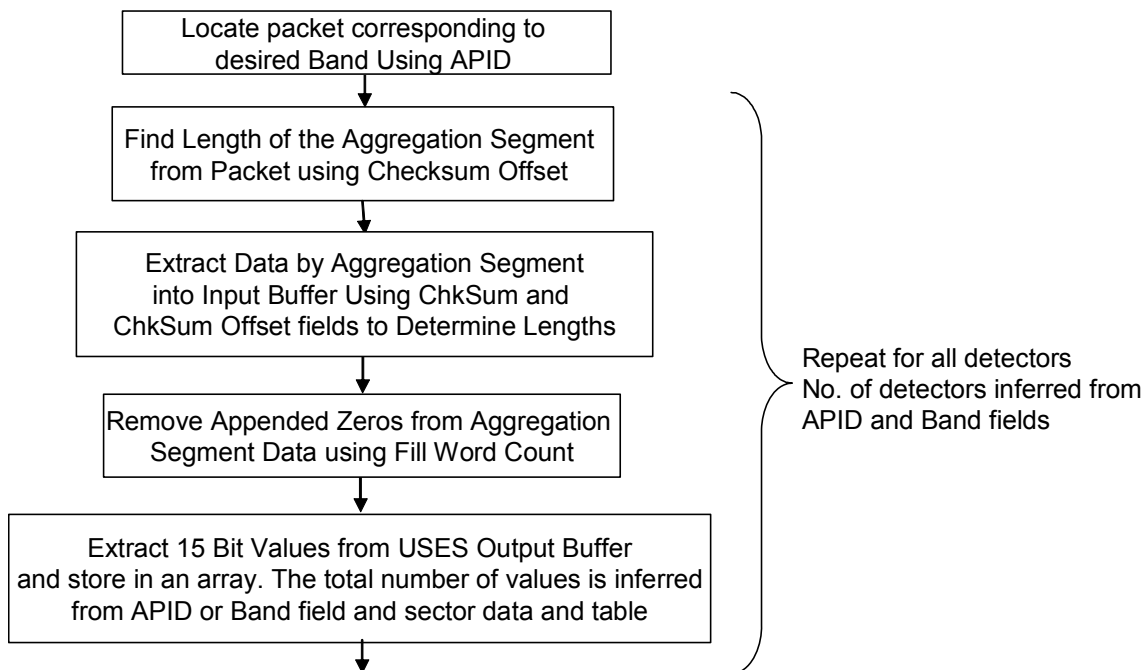 Locate packet corresponding to
desired Band Using APID
Find Length of the Aggregation Segment
from Packet using Checksum Offset
Extract Data by Aggregation Segment
into Input Buffer Using ChkSum and
ChkSum Offset fields to Determine Lengths
Remove Appended Zeros from Aggregation
Segment Data using Fill Word Count
Extract 15 Bit Values from USES Output Buffer
and store in an array. The total number of values is inferred
from APID or Band field and sector data and table
Repeat for all detectors
No. of detectors inferred from
APID and Band fields